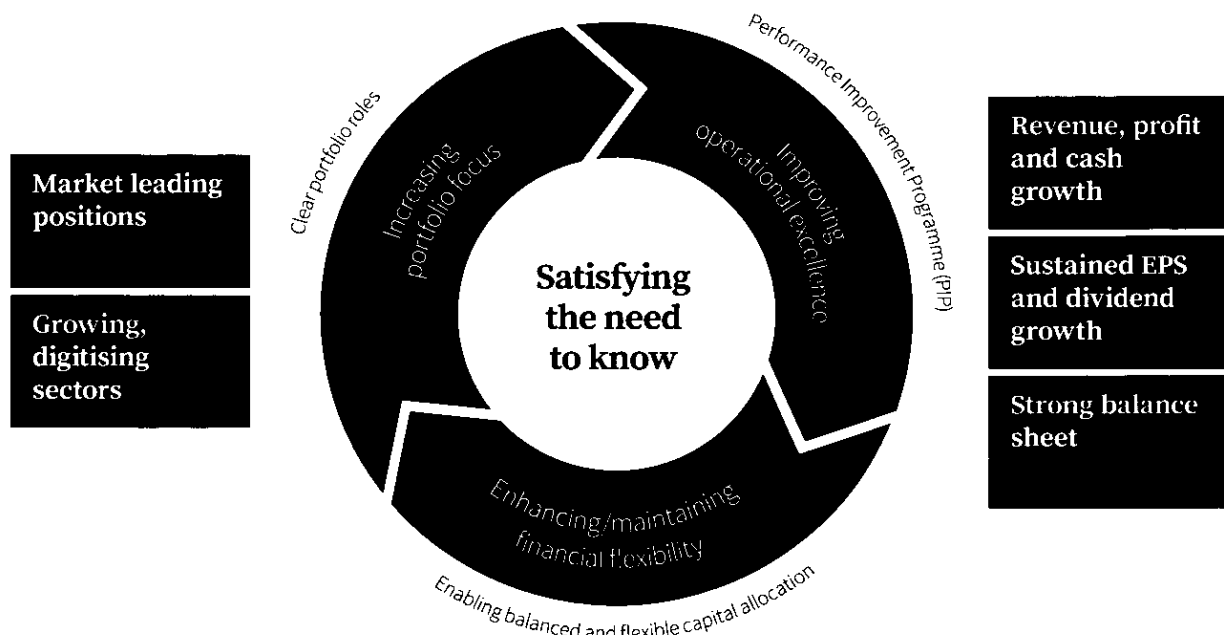 Market leading
positions
Growing,
digitising
sectors
Clear portfolio roles
Increasing
portfolio focus
Performance Improvement Programme (PIP)
Improving
operational excellence
Satisfying
the need
to know
Enhancing/maintaining
financial flexibility
Enabling balanced and flexible capital allocation
Revenue, profit
and cash
growth
Sustained EPS
and dividend
growth
Strong balance
sheet